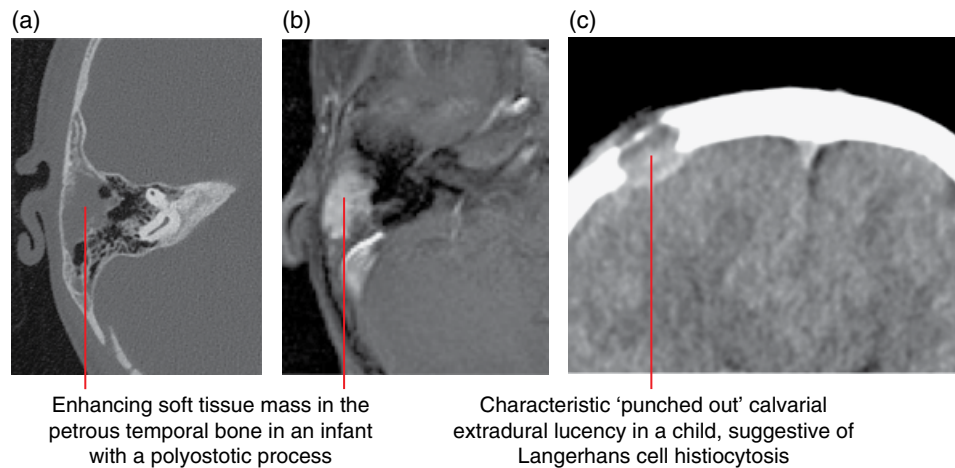 (a)
(b)
(c)
Enhancing soft tissue mass in the
petrous temporal bone in an infant
with a polyostotic process
Characteristic ‘punched out’ calvarial
extradural lucency in a child, suggestive of
Langerhans cell histiocytosis